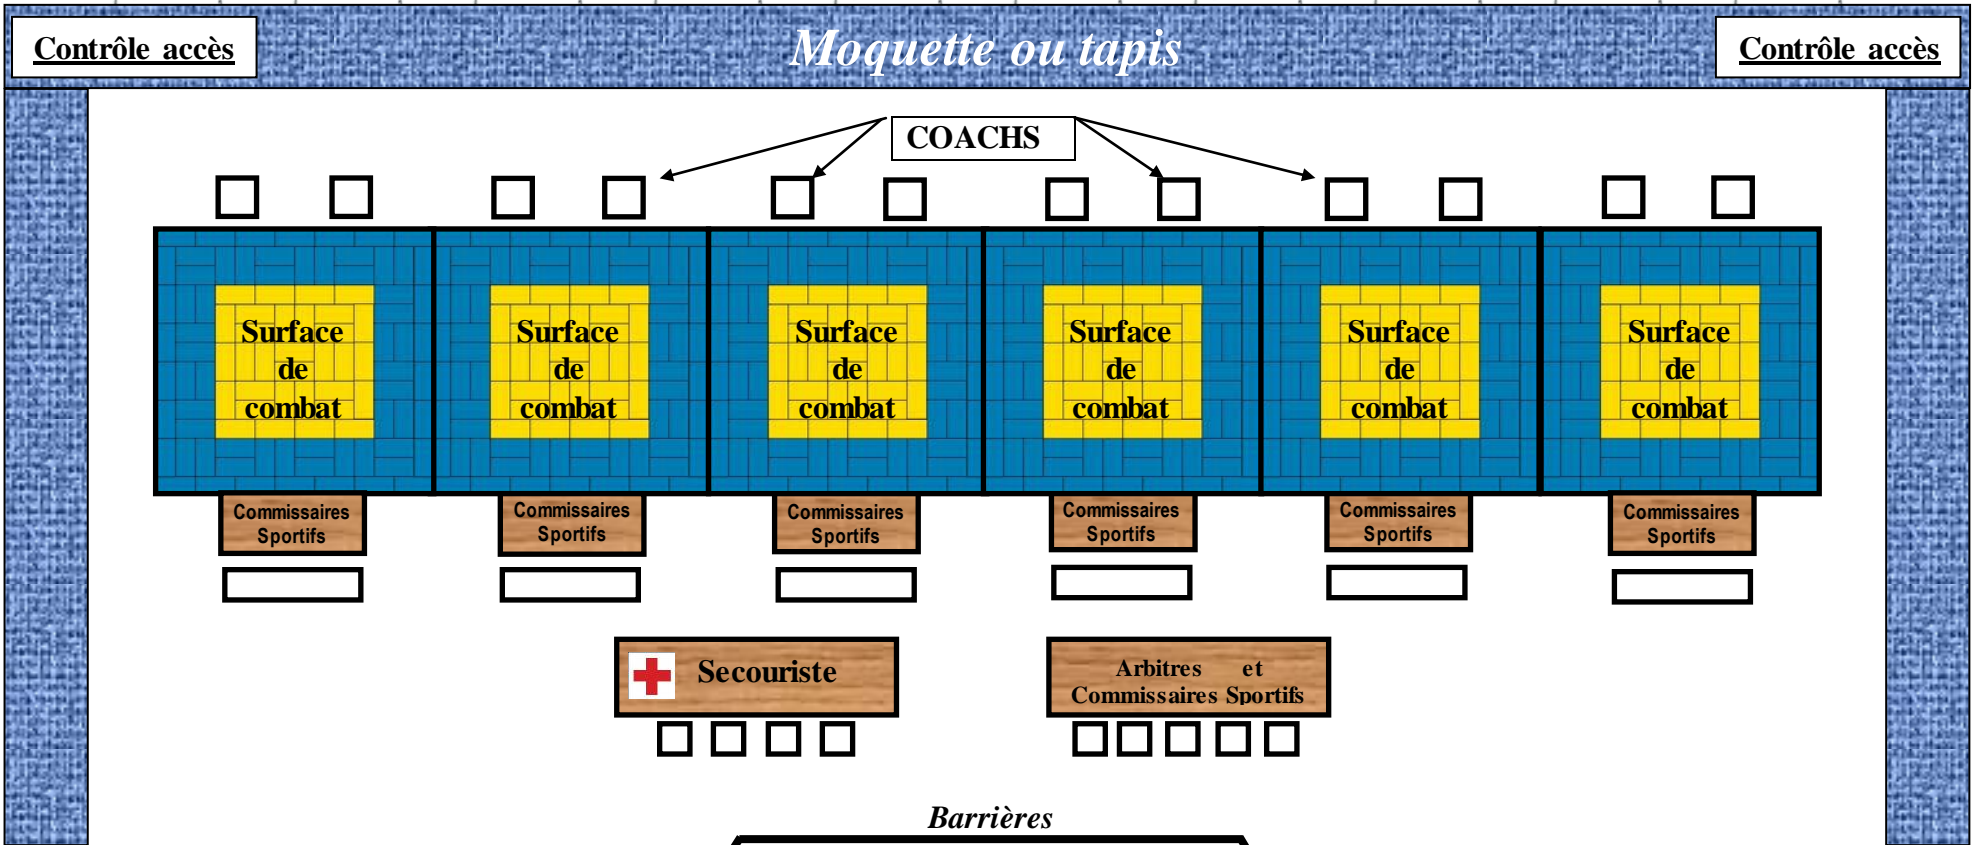 Contrôle accès
Moquette ou tapis
Contrôle accès
COACHS
Surface
de
combat
Surface
de
combat
Surface
de
combat
Surface
de
combat
Surface
de
combat
Surface
de
combat
Commissaires
Sportifs
Commissaires
Sportifs
Commissaires
Sportifs
Commissaires
Sportifs
Commissaires
Sportifs
Commissaires
Sportifs
Secouriste
Arbitres et
Commissaires Sportifs
Barrières